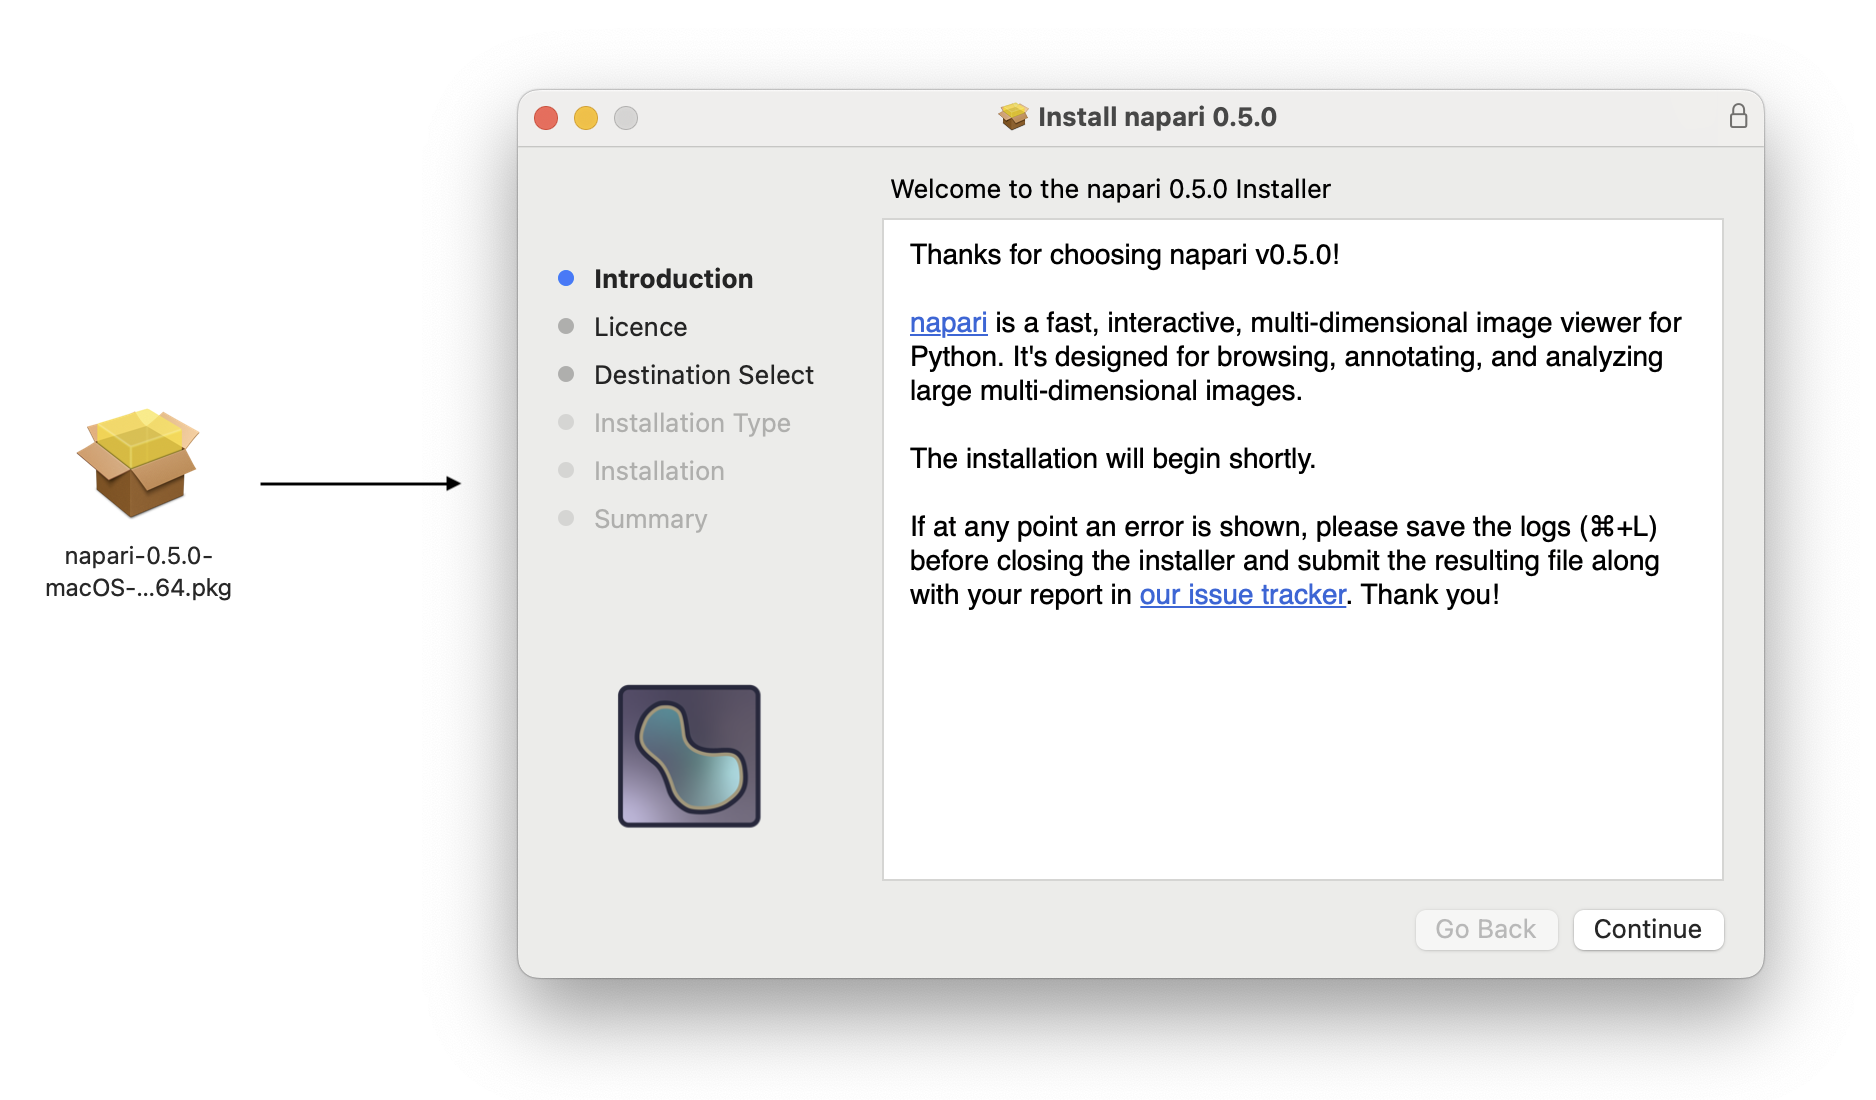 napari-0.5.0-
macOS-...64.pkg
Install napari 0.5.0
Welcome to the napari 0.5.0 Installer
Introduction
Licence
Destination Select
Installation Type
Installation
Summary
Thanks for choosing napari v0.5.0!
napari is a fast, interactive, multi-dimensional image viewer for
Python. It's designed for browsing, annotating, and analyzing
large multi-dimensional images.
The installation will begin shortly.
If at any point an error is shown, please save the logs (⌘+L)
before closing the installer and submit the resulting file along
with your report in our issue tracker. Thank you!
Go Back
Continue